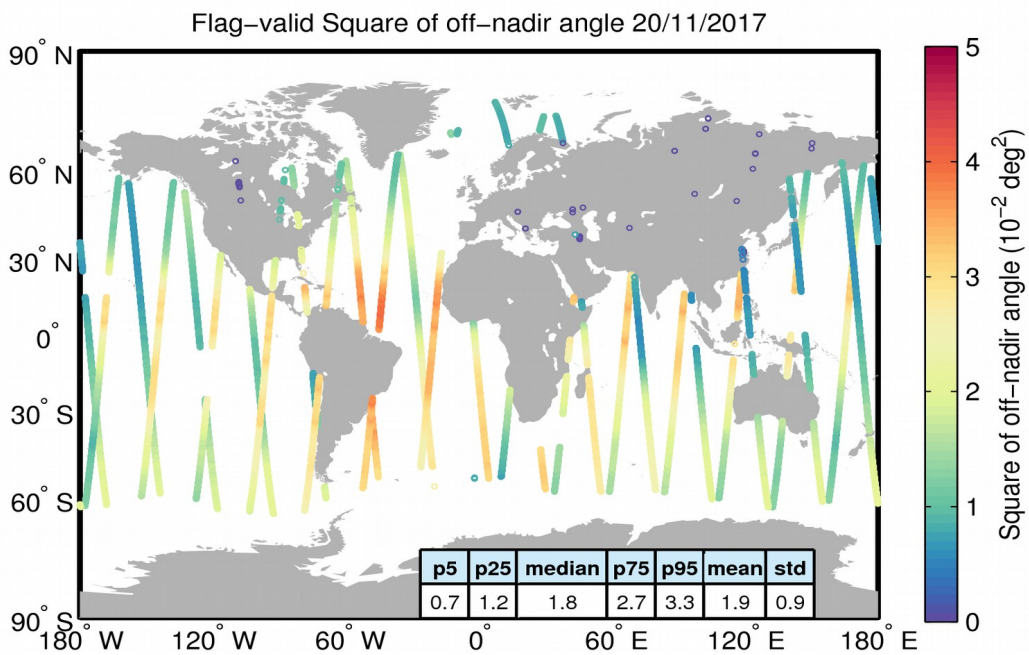 Flag−valid Square of off−nadir angle 20/11/2017
90° N
60° N
30° N
0°
30° S
60° S
90° S
180° W
120° W
60° W
0°
60° E
120° E
180° E
p5 p25 median p75 p95 mean std
0.7 1.2 1.8 2.7 3.3 1.9 0.9
5
4
3
2
1
0
Square of off−nadir angle (10⁻² deg²)